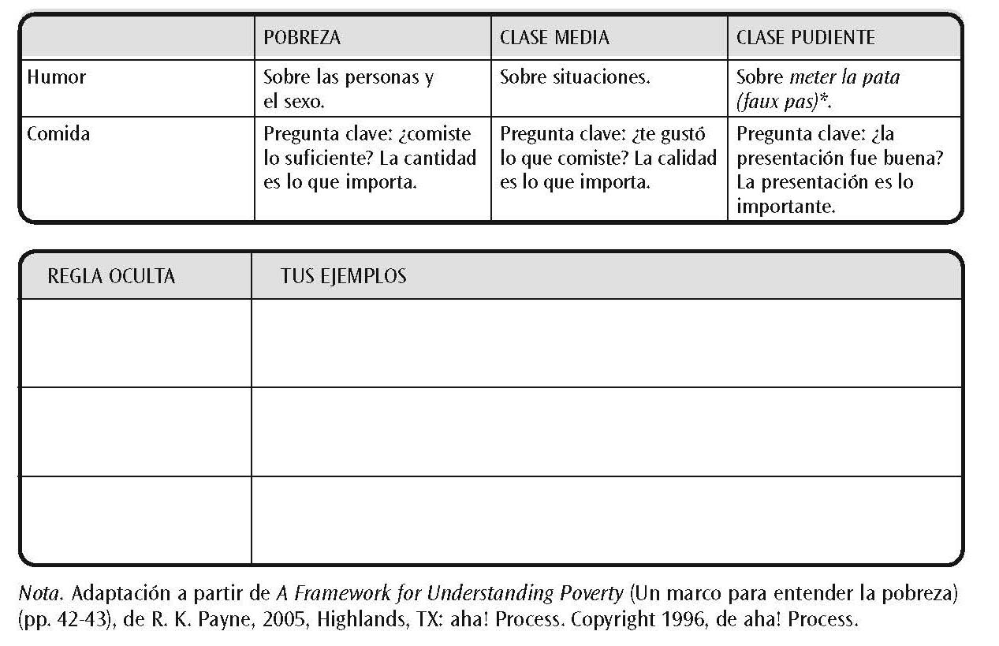 POBREZA CLASE MEDIA CLASE PUDIENTE
Humor Sobre las personas y Sobre situaciones. Sobre meter la pata
el sexo. (faux pas)*.
Comida Pregunta clave: ¿comiste Pregunta clave: ¿te gustó Pregunta clave: ¿la
lo suficiente? La cantidad lo que comiste? La calidad presentación fue buena?
es lo que importa. es lo que importa. La presentación es lo
importante.
REGLA OCULTA TUS EJEMPLOS
Nota. Adaptación a partir de A Framework for Understanding Poverty (Un marco para entender la pobreza)
(pp. 42-43), de R. K. Payne, 2005, Highlands, TX: aha! Process. Copyright 1996, de aha! Process.